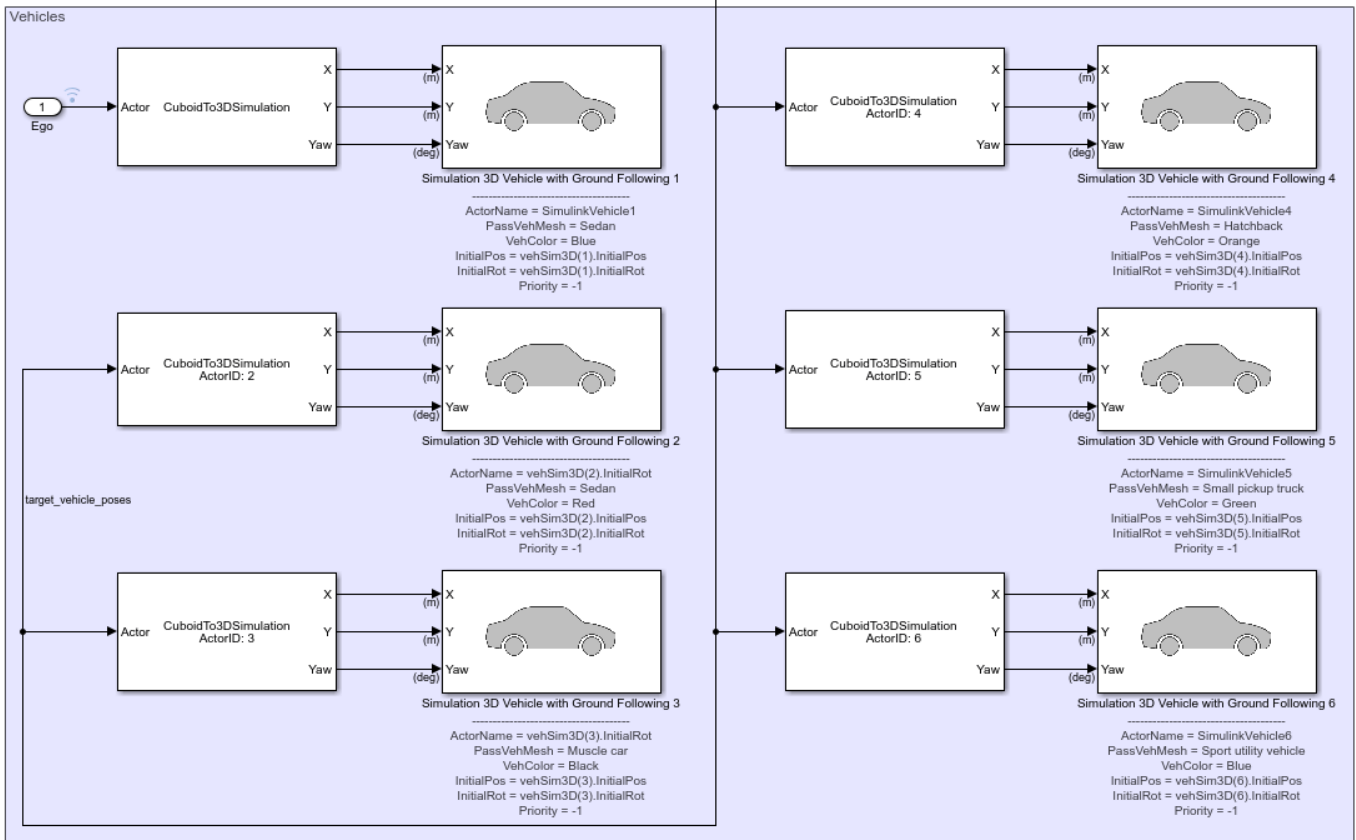 Vehicles
1
Ego
Actor
CuboidTo3DSimulation
X
Y
Yaw
(m)
(m)
(deg)
X
Y
Yaw
Simulation 3D Vehicle with Ground Following 1
---------------------------------------
ActorName = SimulinkVehicle1
PassVehMesh = Sedan
VehColor = Blue
InitialPos = vehSim3D(1).InitialPos
InitialRot = vehSim3D(1).InitialRot
Priority = -1
Actor
CuboidTo3DSimulation
ActorID: 4
X
Y
Yaw
(m)
(m)
(deg)
X
Y
Yaw
Simulation 3D Vehicle with Ground Following 4
---------------------------------------
ActorName = SimulinkVehicle4
PassVehMesh = Hatchback
VehColor = Orange
InitialPos = vehSim3D(4).InitialPos
InitialRot = vehSim3D(4).InitialRot
Priority = -1
Actor
CuboidTo3DSimulation
ActorID: 2
X
Y
Yaw
(m)
(m)
(deg)
X
Y
Yaw
Simulation 3D Vehicle with Ground Following 2
---------------------------------------
ActorName = vehSim3D(2).InitialRot
PassVehMesh = Sedan
VehColor = Red
InitialPos = vehSim3D(2).InitialPos
InitialRot = vehSim3D(2).InitialRot
Priority = -1
Actor
CuboidTo3DSimulation
ActorID: 5
X
Y
Yaw
(m)
(m)
(deg)
X
Y
Yaw
Simulation 3D Vehicle with Ground Following 5
---------------------------------------
ActorName = SimulinkVehicle5
PassVehMesh = Small pickup truck
VehColor = Green
InitialPos = vehSim3D(5).InitialPos
InitialRot = vehSim3D(5).InitialRot
Priority = -1
target_vehicle_poses
Actor
CuboidTo3DSimulation
ActorID: 3
X
Y
Yaw
(m)
(m)
(deg)
X
Y
Yaw
Simulation 3D Vehicle with Ground Following 3
---------------------------------------
ActorName = vehSim3D(3).InitialRot
PassVehMesh = Muscle car
VehColor = Black
InitialPos = vehSim3D(3).InitialPos
InitialRot = vehSim3D(3).InitialRot
Priority = -1
Actor
CuboidTo3DSimulation
ActorID: 6
X
Y
Yaw
(m)
(m)
(deg)
X
Y
Yaw
Simulation 3D Vehicle with Ground Following 6
---------------------------------------
ActorName = SimulinkVehicle6
PassVehMesh = Sport utility vehicle
VehColor = Blue
InitialPos = vehSim3D(6).InitialPos
InitialRot = vehSim3D(6).InitialRot
Priority = -1